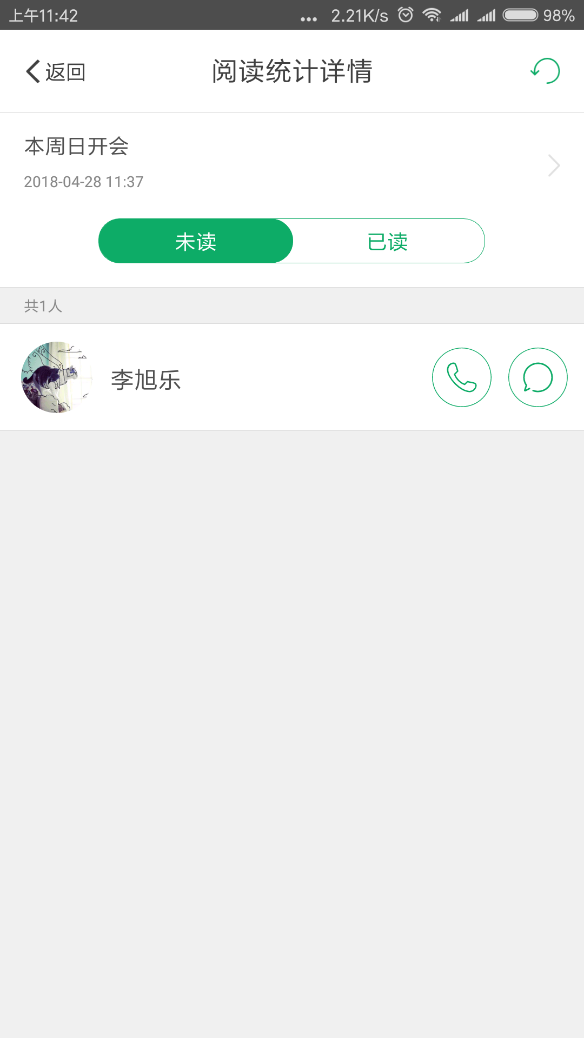 上午11:42 ... 2.21K/s 98%
返回 阅读统计详情
本周日开会
2018-04-28 11:37
未读 已读
共1人
李旭乐